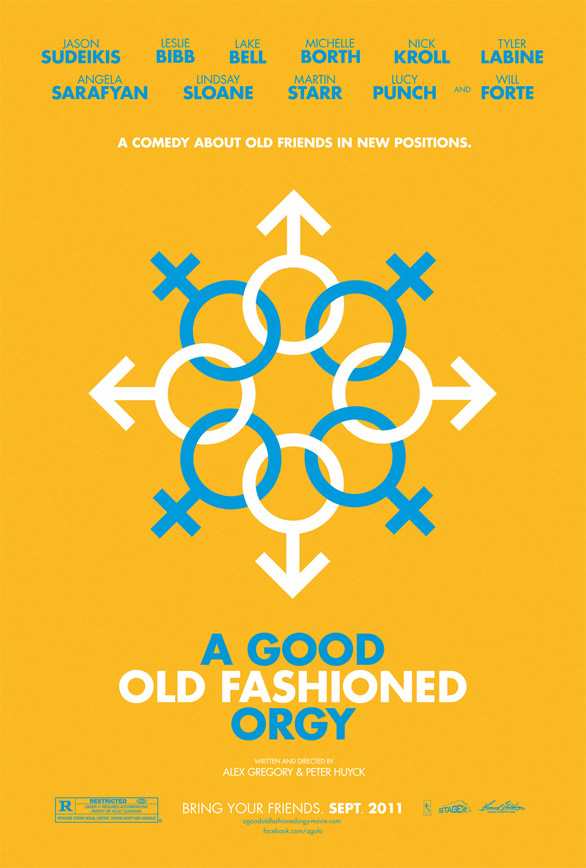 JASON LESLIE LAKE MICHELLE NICK TYLER
SUDEIKIS BIBB BELL BORTH KROLL LABINE
ANGELA LINDSAY MARTIN LUCY WILL
SARAFYAN SLOANE STARR PUNCH AND FORTE
A COMEDY ABOUT OLD FRIENDS IN NEW POSITIONS.
A GOOD
OLD FASHIONED
ORGY
WRITTEN AND DIRECTED BY
ALEX GREGORY & PETER HUYCK
R RESTRICTED
BRING YOUR FRIENDS. SEPT. 2011
agoodoldfashionedorgy-movie.com
facebook.com/agofo